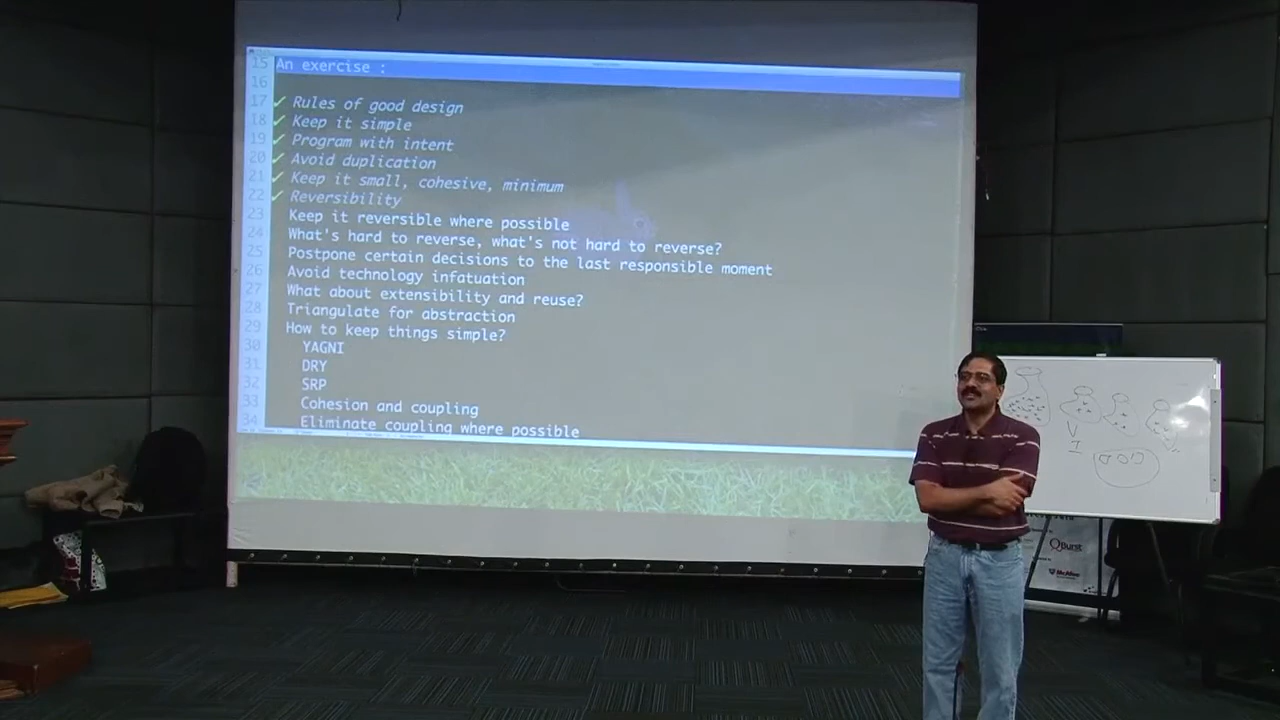 15 An exercise :
16
17 ✓ Rules of good design
18 ✓ Keep it simple
19 ✓ Program with intent
20 ✓ Avoid duplication
21 ✓ Keep it small, cohesive, minimum
22 ✓ Reversibility
23 Keep it reversible where possible
24 What's hard to reverse, what's not hard to reverse?
25 Postpone certain decisions to the last responsible moment
26 Avoid technology infatuation
27 What about extensibility and reuse?
28 Triangulate for abstraction
29 How to keep things simple?
30 YAGNI
31 DRY
32 SRP
33 Cohesion and coupling
34 Eliminate coupling where possible
QBurst
McAfee